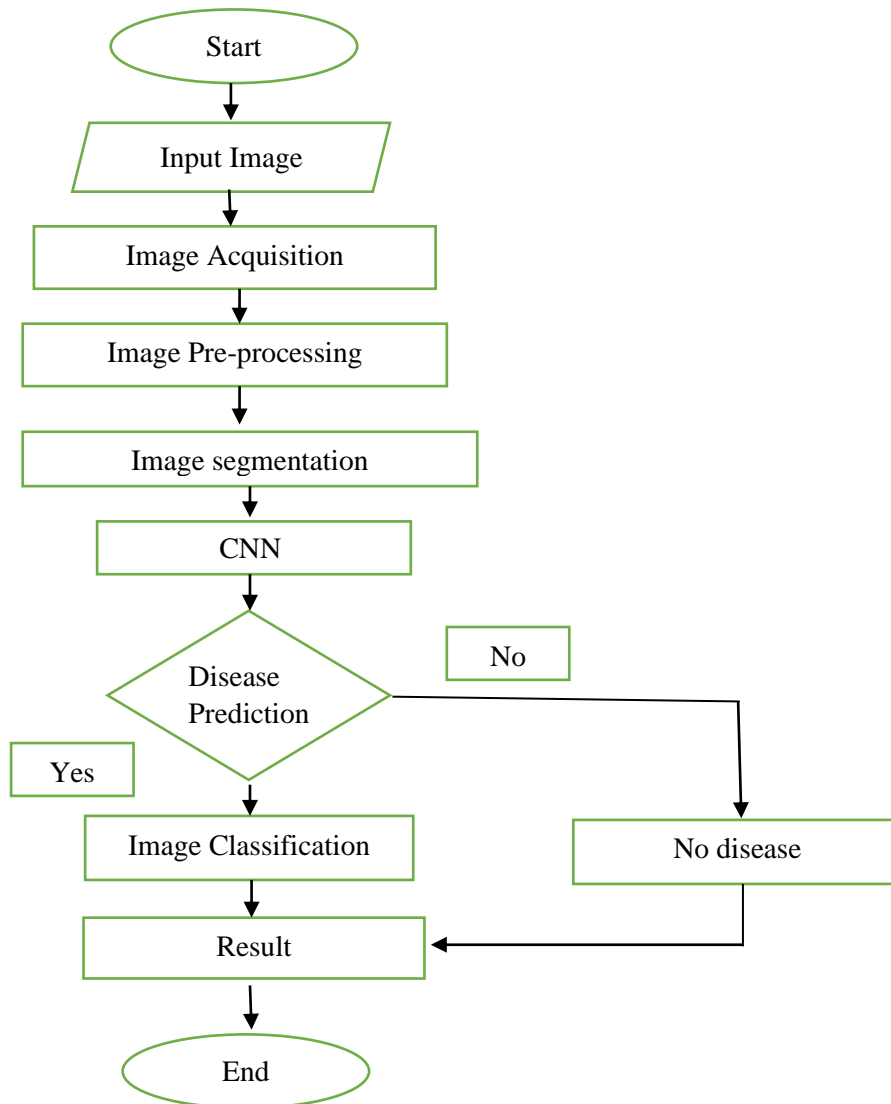 Start
Input Image
Image Acquisition
Image Pre-processing
Image segmentation
CNN
Disease
Prediction
No
Yes
Image Classification
No disease
Result
End